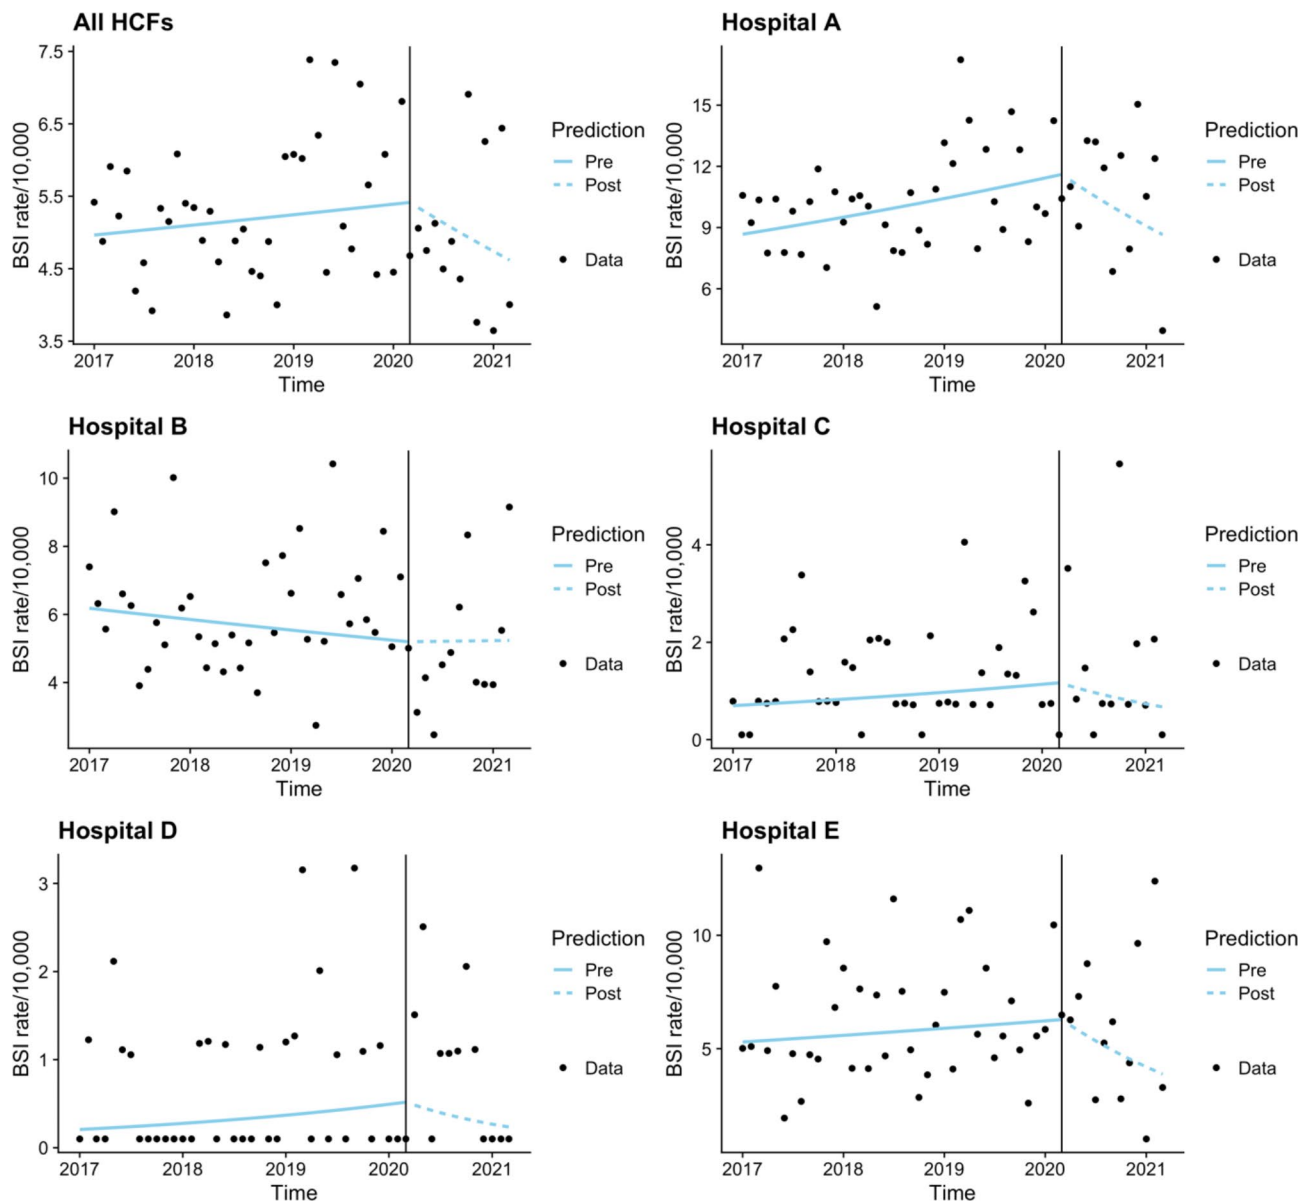 All HCFs
BSI rate/10,000
7.5
6.5
5.5
4.5
3.5
2017 2018 2019 2020 2021
Time
Prediction
Pre
Post
Data
Hospital A
BSI rate/10,000
15
12
9
6
2017 2018 2019 2020 2021
Time
Prediction
Pre
Post
Data
Hospital B
BSI rate/10,000
10
8
6
4
2017 2018 2019 2020 2021
Time
Prediction
Pre
Post
Data
Hospital C
BSI rate/10,000
4
2
0
2017 2018 2019 2020 2021
Time
Prediction
Pre
Post
Data
Hospital D
BSI rate/10,000
3
2
1
0
2017 2018 2019 2020 2021
Time
Prediction
Pre
Post
Data
Hospital E
BSI rate/10,000
10
5
2017 2018 2019 2020 2021
Time
Prediction
Pre
Post
Data